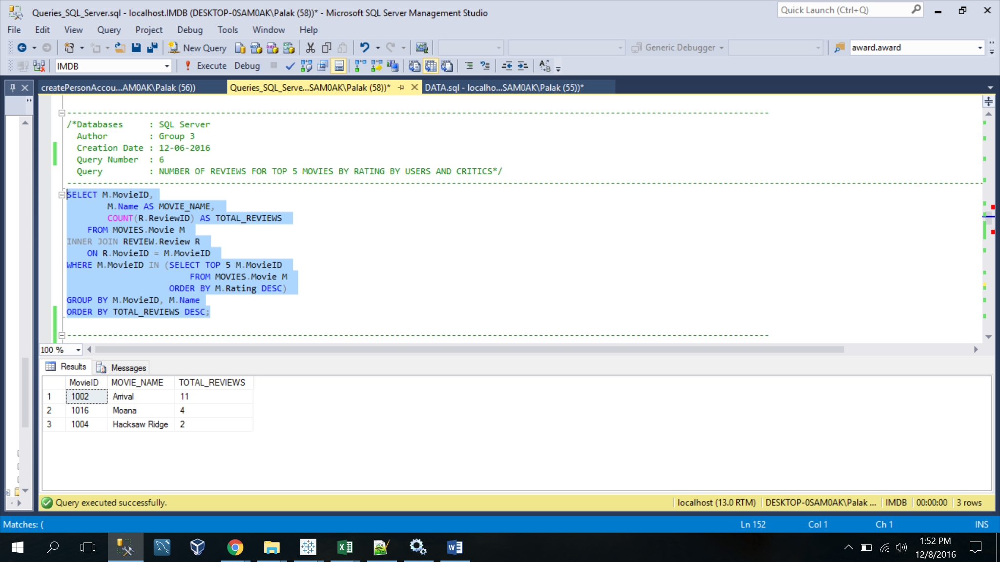 Queries_SQL_Server.sql - localhost.IMDB (DESKTOP-0SAM0AK\Palak (58))* - Microsoft SQL Server Management Studio
Quick Launch (Ctrl+Q)
File Edit View Query Project Debug Tools Window Help
New Query
Generic Debugger
award.award
IMDB
Execute Debug
createPersonAccou...AM0AK\Palak (56))
Queries_SQL_Serve...SAM0AK\Palak (58))*
DATA.sql - localho...SAM0AK\Palak (55))*
/*Databases : SQL Server
Author : Group 3
Creation Date : 12-06-2016
Query Number : 6
Query : NUMBER OF REVIEWS FOR TOP 5 MOVIES BY RATING BY USERS AND CRITICS*/
SELECT M.MovieID,
M.Name AS MOVIE_NAME,
COUNT(R.ReviewID) AS TOTAL_REVIEWS
FROM MOVIES.Movie M
INNER JOIN REVIEW.Review R
ON R.MovieID = M.MovieID
WHERE M.MovieID IN (SELECT TOP 5 M.MovieID
FROM MOVIES.Movie M
ORDER BY M.Rating DESC)
GROUP BY M.MovieID, M.Name
ORDER BY TOTAL_REVIEWS DESC;
100 %
Results Messages
MovieID MOVIE_NAME TOTAL_REVIEWS
1 1002 Arrival 11
2 1016 Moana 4
3 1004 Hacksaw Ridge 2
Query executed successfully.
localhost (13.0 RTM) DESKTOP-0SAM0AK\Palak ... IMDB 00:00:00 3 rows
Matches: (
Ln 152 Col 1 Ch 1 INS
1:52 PM
12/8/2016